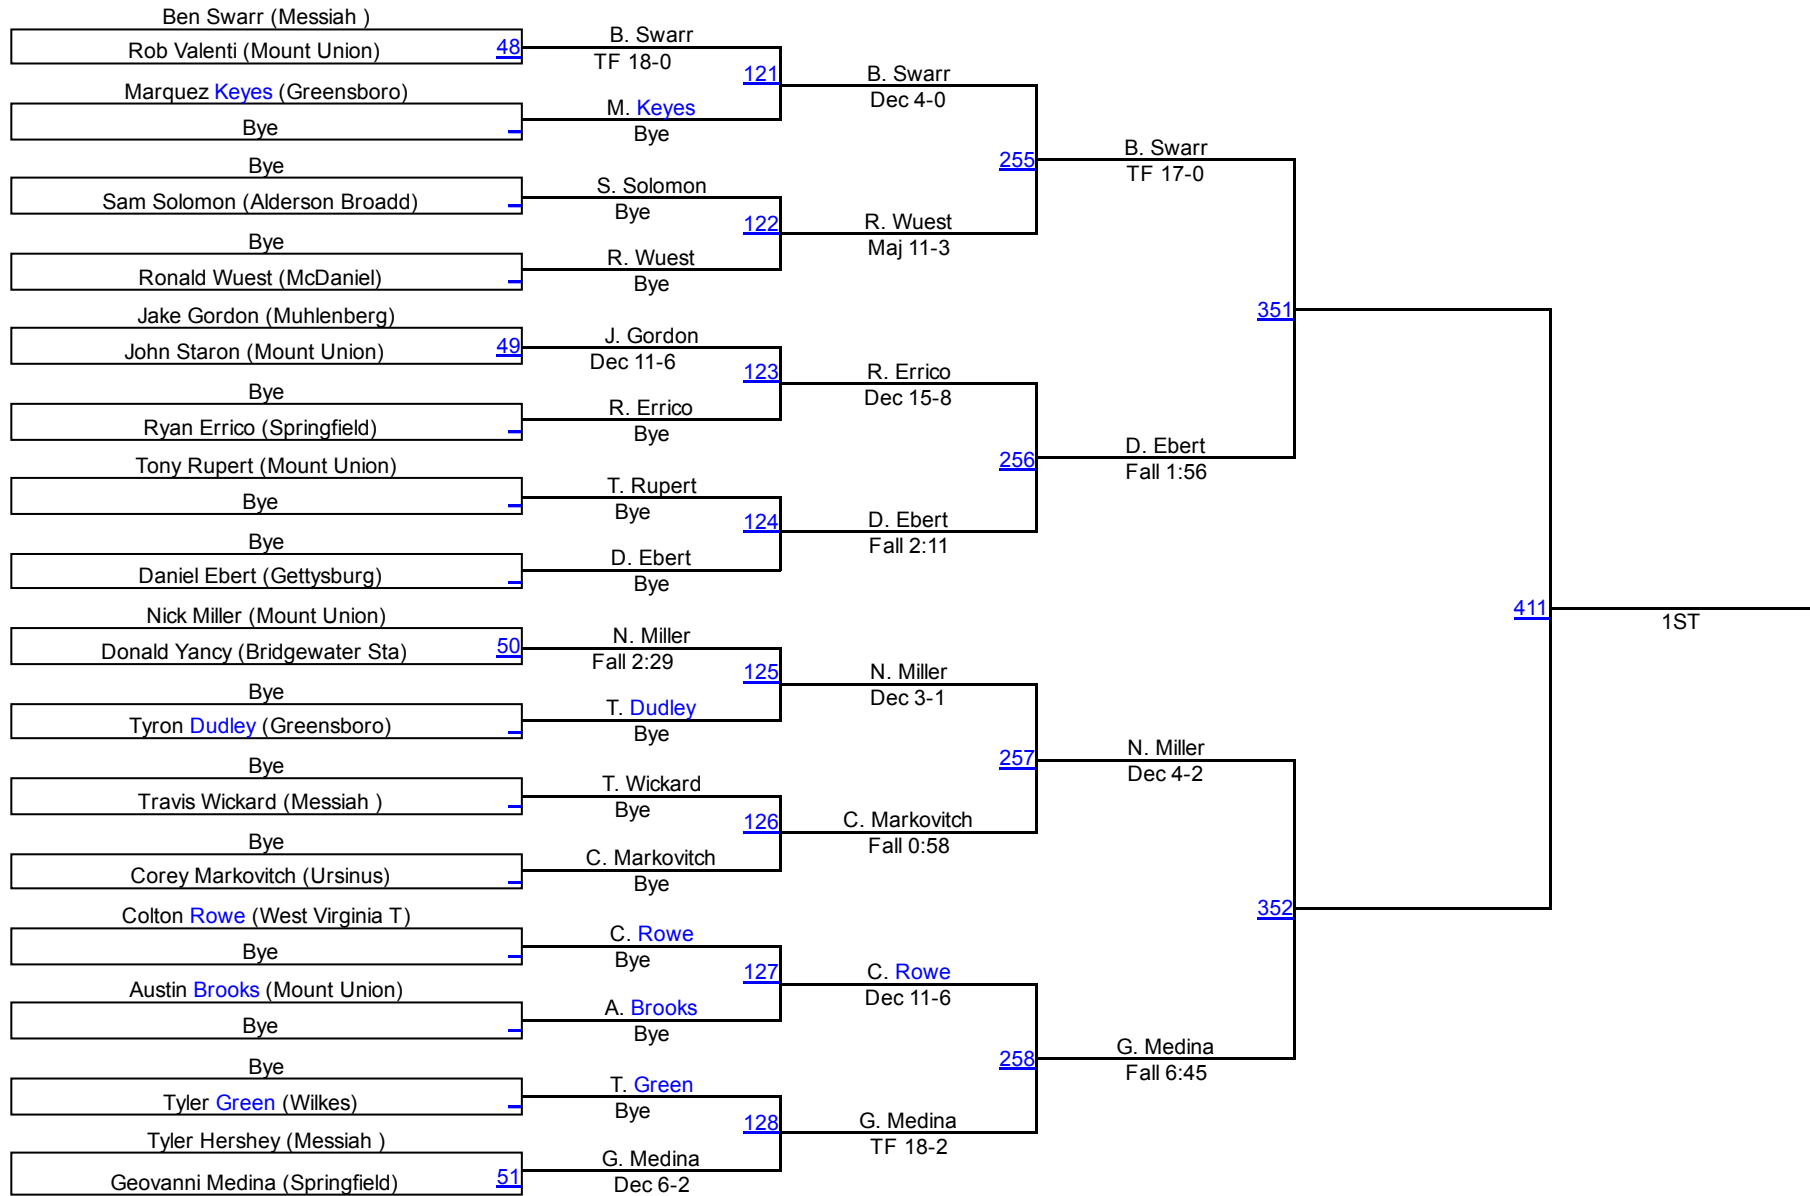 Ben Swarr (Messiah )
Rob Valenti (Mount Union) 48
Marquez Keyes (Greensboro)
Bye
Bye
Sam Solomon (Alderson Broadd)
Bye
Ronald Wuest (McDaniel)
Jake Gordon (Muhlenberg)
John Staron (Mount Union) 49
Bye
Ryan Errico (Springfield)
Tony Rupert (Mount Union)
Bye
Bye
Daniel Ebert (Gettysburg)
Nick Miller (Mount Union)
Donald Yancy (Bridgewater Sta) 50
Bye
Tyron Dudley (Greensboro)
Bye
Travis Wickard (Messiah )
Bye
Corey Markovitch (Ursinus)
Colton Rowe (West Virginia T)
Bye
Austin Brooks (Mount Union)
Bye
Bye
Tyler Green (Wilkes)
Tyler Hershey (Messiah )
Geovanni Medina (Springfield) 51
B. Swarr
TF 18-0
121
M. Keyes
Bye
S. Solomon
Bye
122
R. Wuest
Bye
J. Gordon
Dec 11-6
123
R. Errico
Bye
T. Rupert
Bye
124
D. Ebert
Bye
N. Miller
Fall 2:29
125
T. Dudley
Bye
T. Wickard
Bye
126
C. Markovitch
Bye
C. Rowe
Bye
127
A. Brooks
Bye
T. Green
Bye
128
G. Medina
Dec 6-2
B. Swarr
Dec 4-0
255
R. Wuest
Maj 11-3
R. Errico
Dec 15-8
256
D. Ebert
Fall 2:11
N. Miller
Dec 3-1
257
C. Markovitch
Fall 0:58
C. Rowe
Dec 11-6
258
G. Medina
TF 18-2
B. Swarr
TF 17-0
351
D. Ebert
Fall 1:56
N. Miller
Dec 4-2
352
G. Medina
Fall 6:45
411
1ST